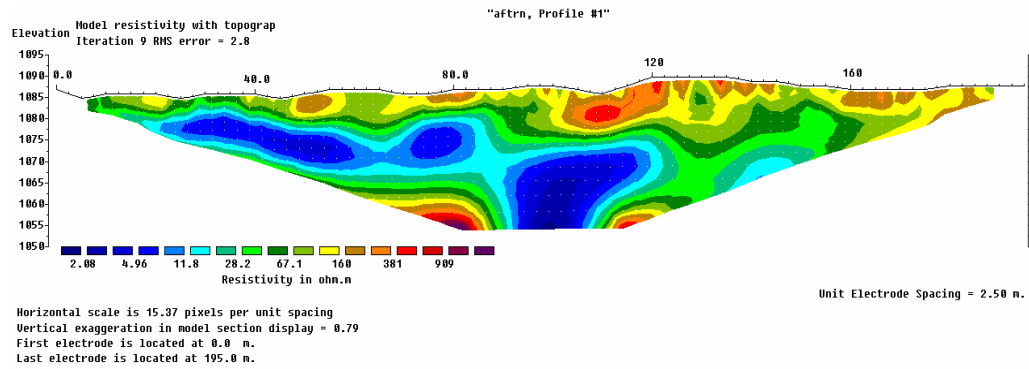 "aftrn, Profile #1"
Model resistivity with topograp
Elevation Iteration 9 RMS error = 2.8
1095
1090 0.0 40.0 80.0 120 160
1085
1080
1075
1070
1065
1060
1055
1050
2.08 4.96 11.8 28.2 67.1 160 381 909
Resistivity in ohm.m
Unit Electrode Spacing = 2.50 m.
Horizontal scale is 15.37 pixels per unit spacing
Vertical exaggeration in model section display = 0.79
First electrode is located at 0.0 m.
Last electrode is located at 195.0 m.